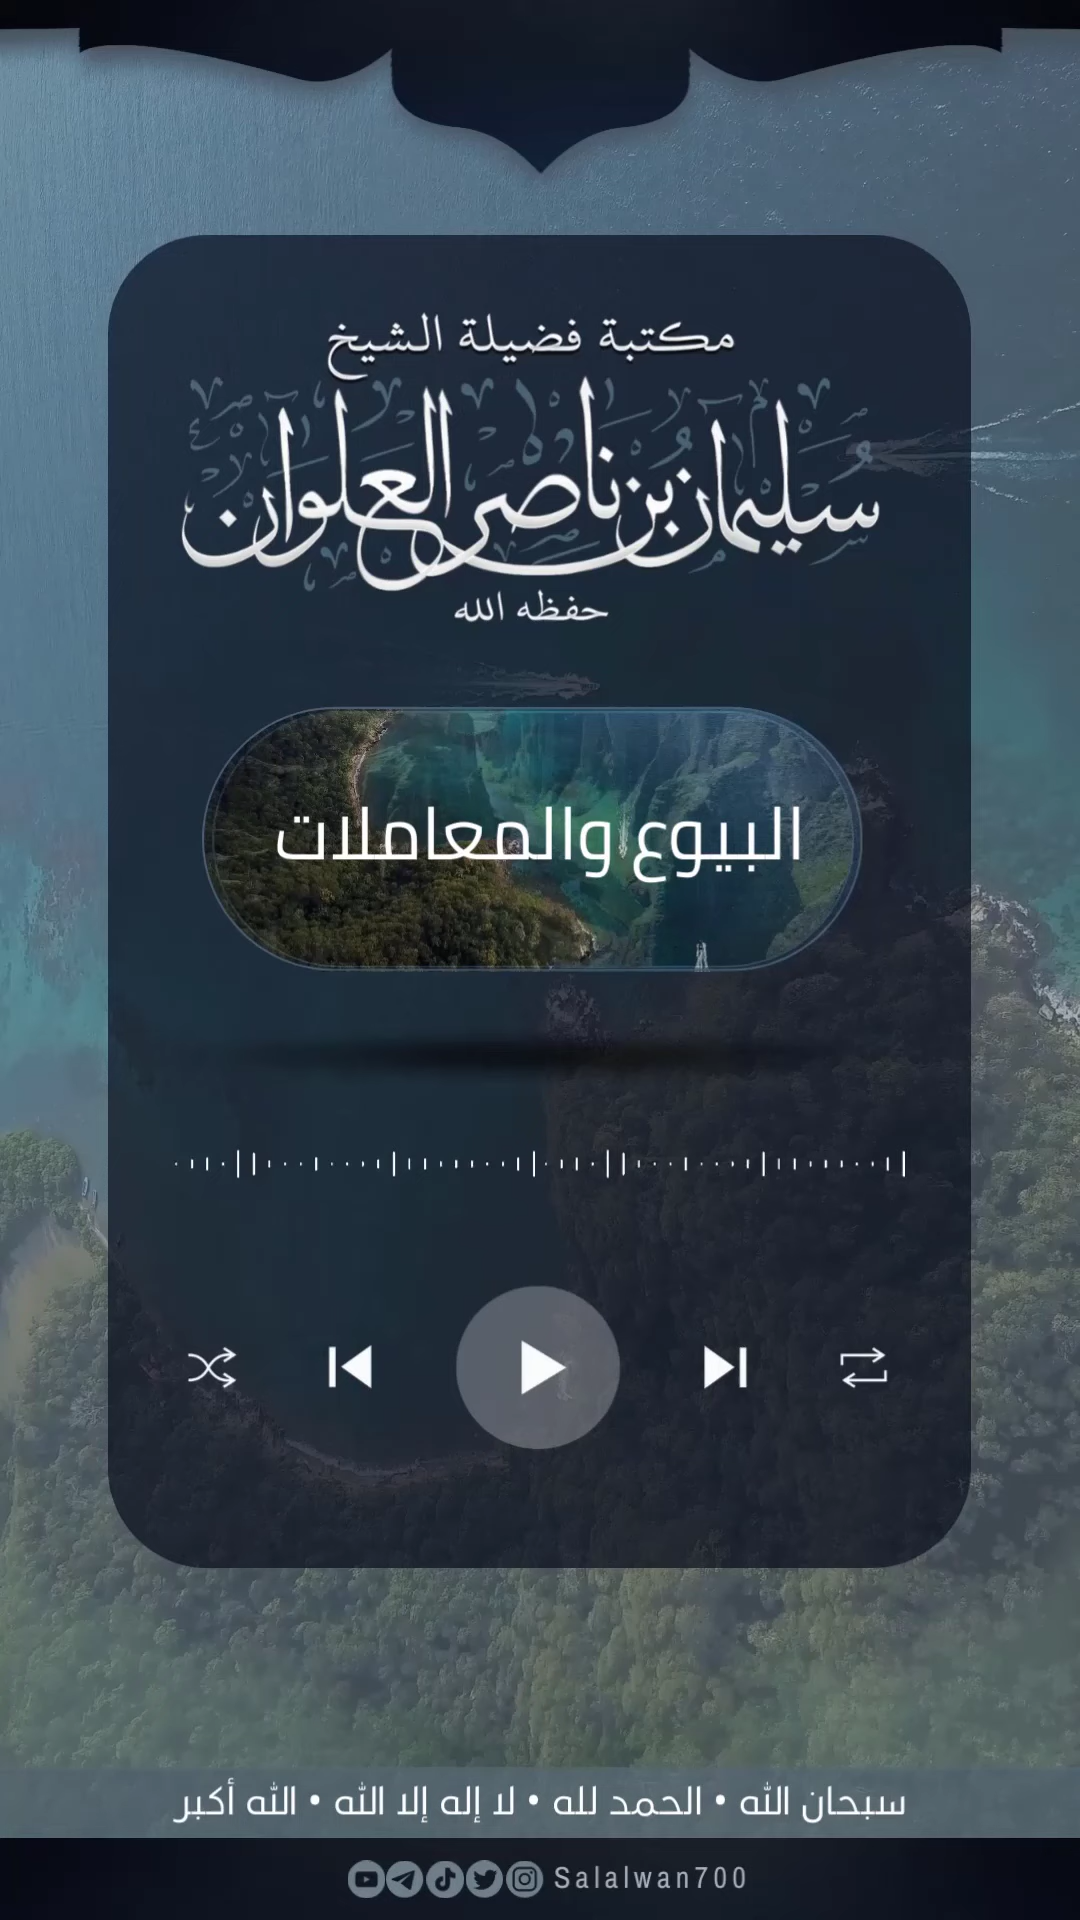 مكتبة فضيلة الشيخ
سليمان بن ناصر العلوان
حفظه الله
البيوع والمعاملات
سبحان الله • الحمد لله • لا إله إلا الله • الله أكبر
Salalwan700